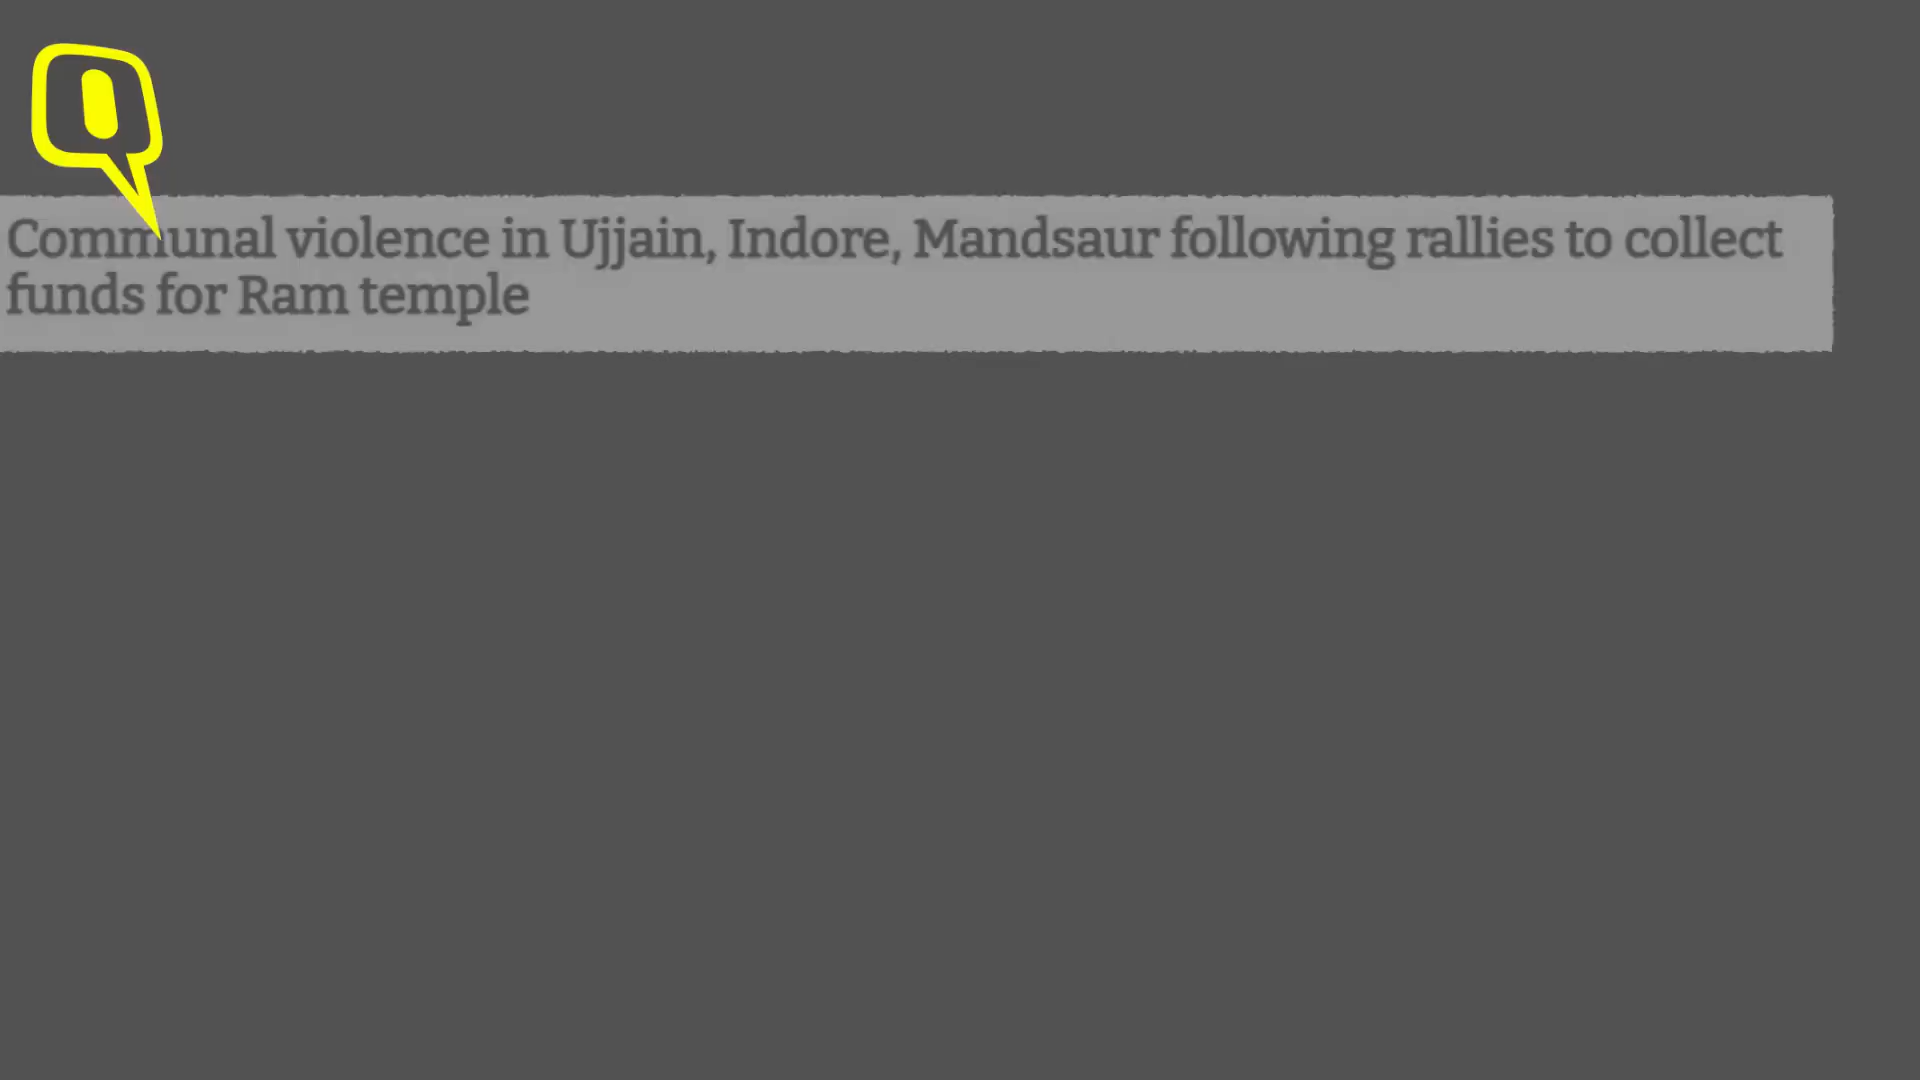 Communal violence in Ujjain, Indore, Mandsaur following rallies to collect
funds for Ram temple